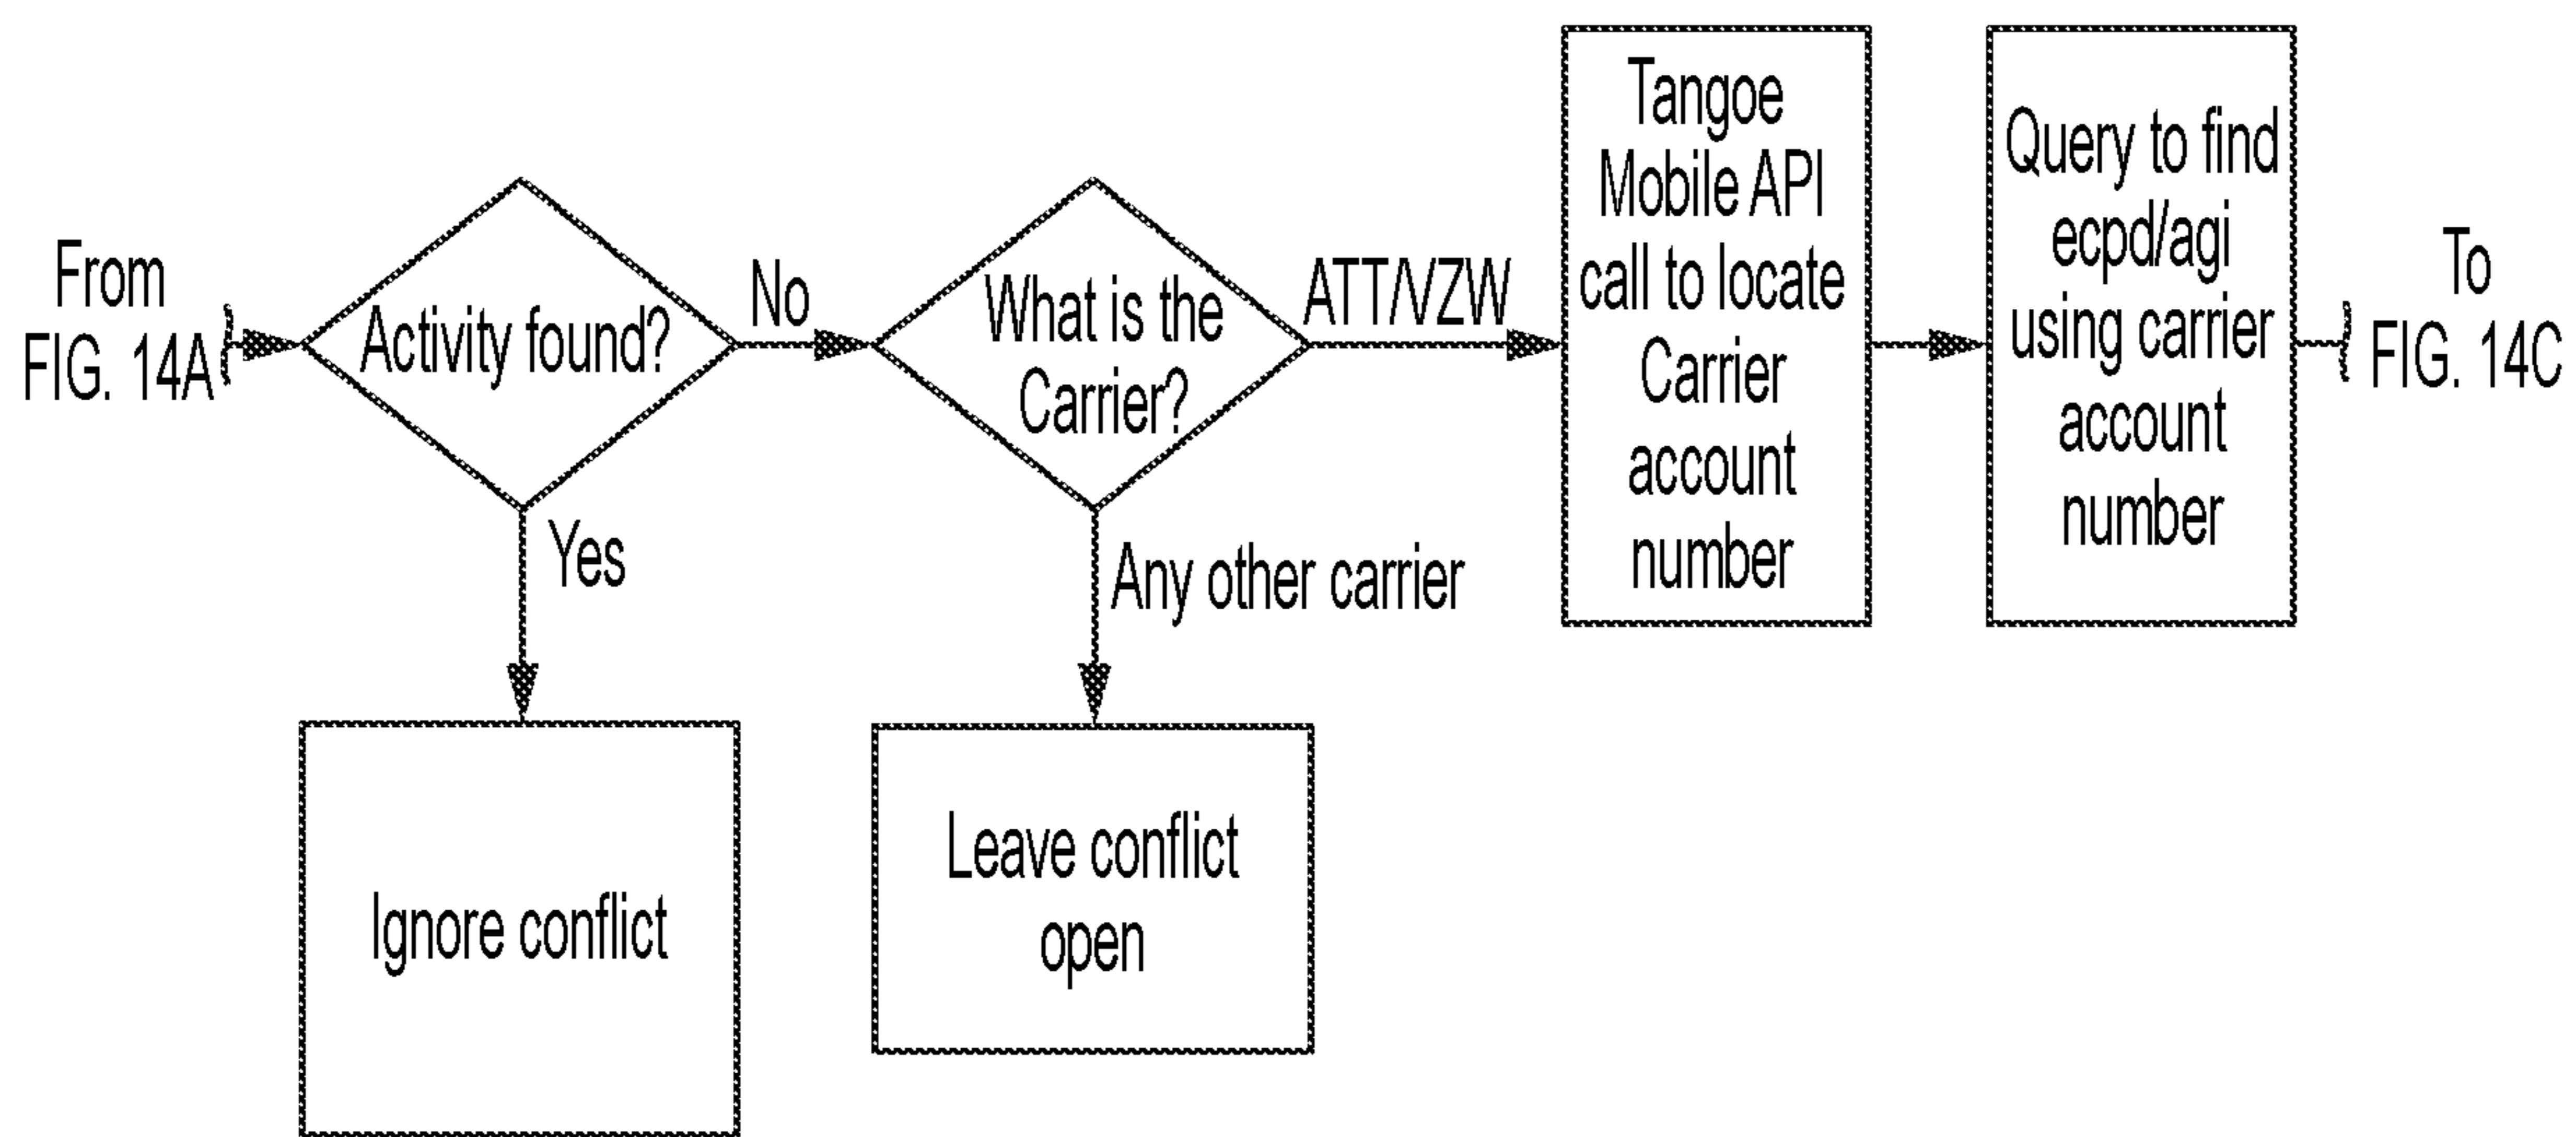 From
FIG. 14A
Activity found?
No
Yes
Ignore conflict
What is the
Carrier?
ATT/VZW
Any other carrier
Leave conflict
open
Tangoe
Mobile API
call to locate
Carrier
account
number
Query to find
ecpd/agi
using carrier
account
number
To
FIG. 14C